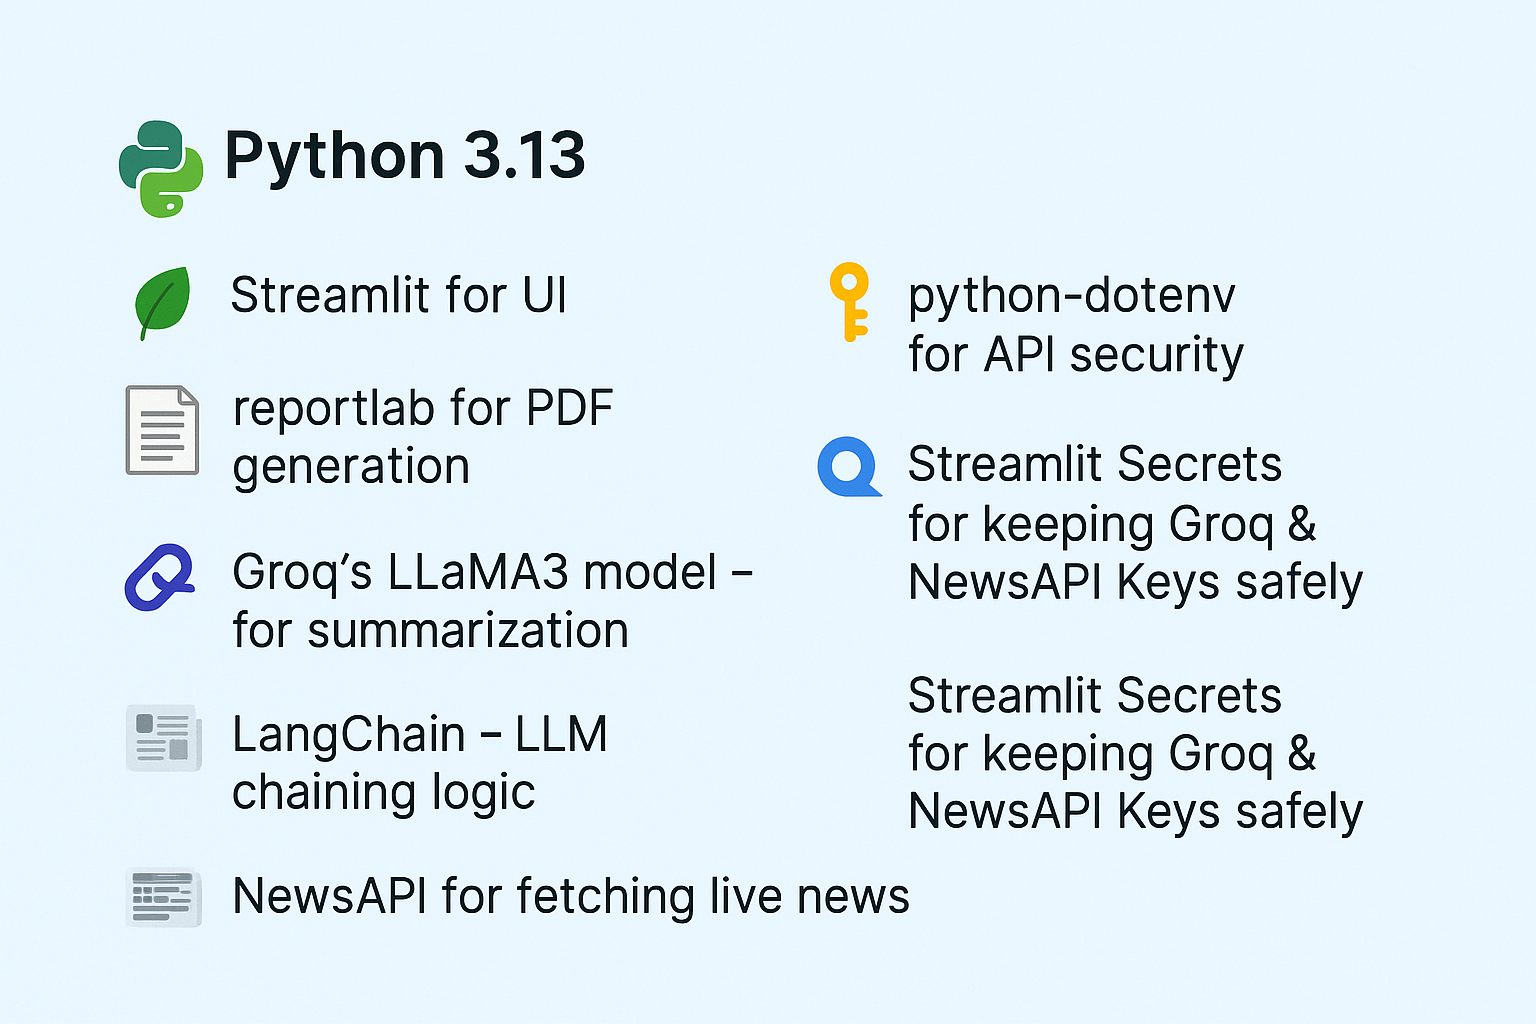 Python 3.13
Streamlit for UI
reportlab for PDF
generation
Groq’s LLaMA3 model –
for summarization
LangChain – LLM
chaining logic
NewsAPI for fetching live news
python-dotenv
for API security
Streamlit Secrets
for keeping Groq &
NewsAPI Keys safely
Streamlit Secrets
for keeping Groq &
NewsAPI Keys safely